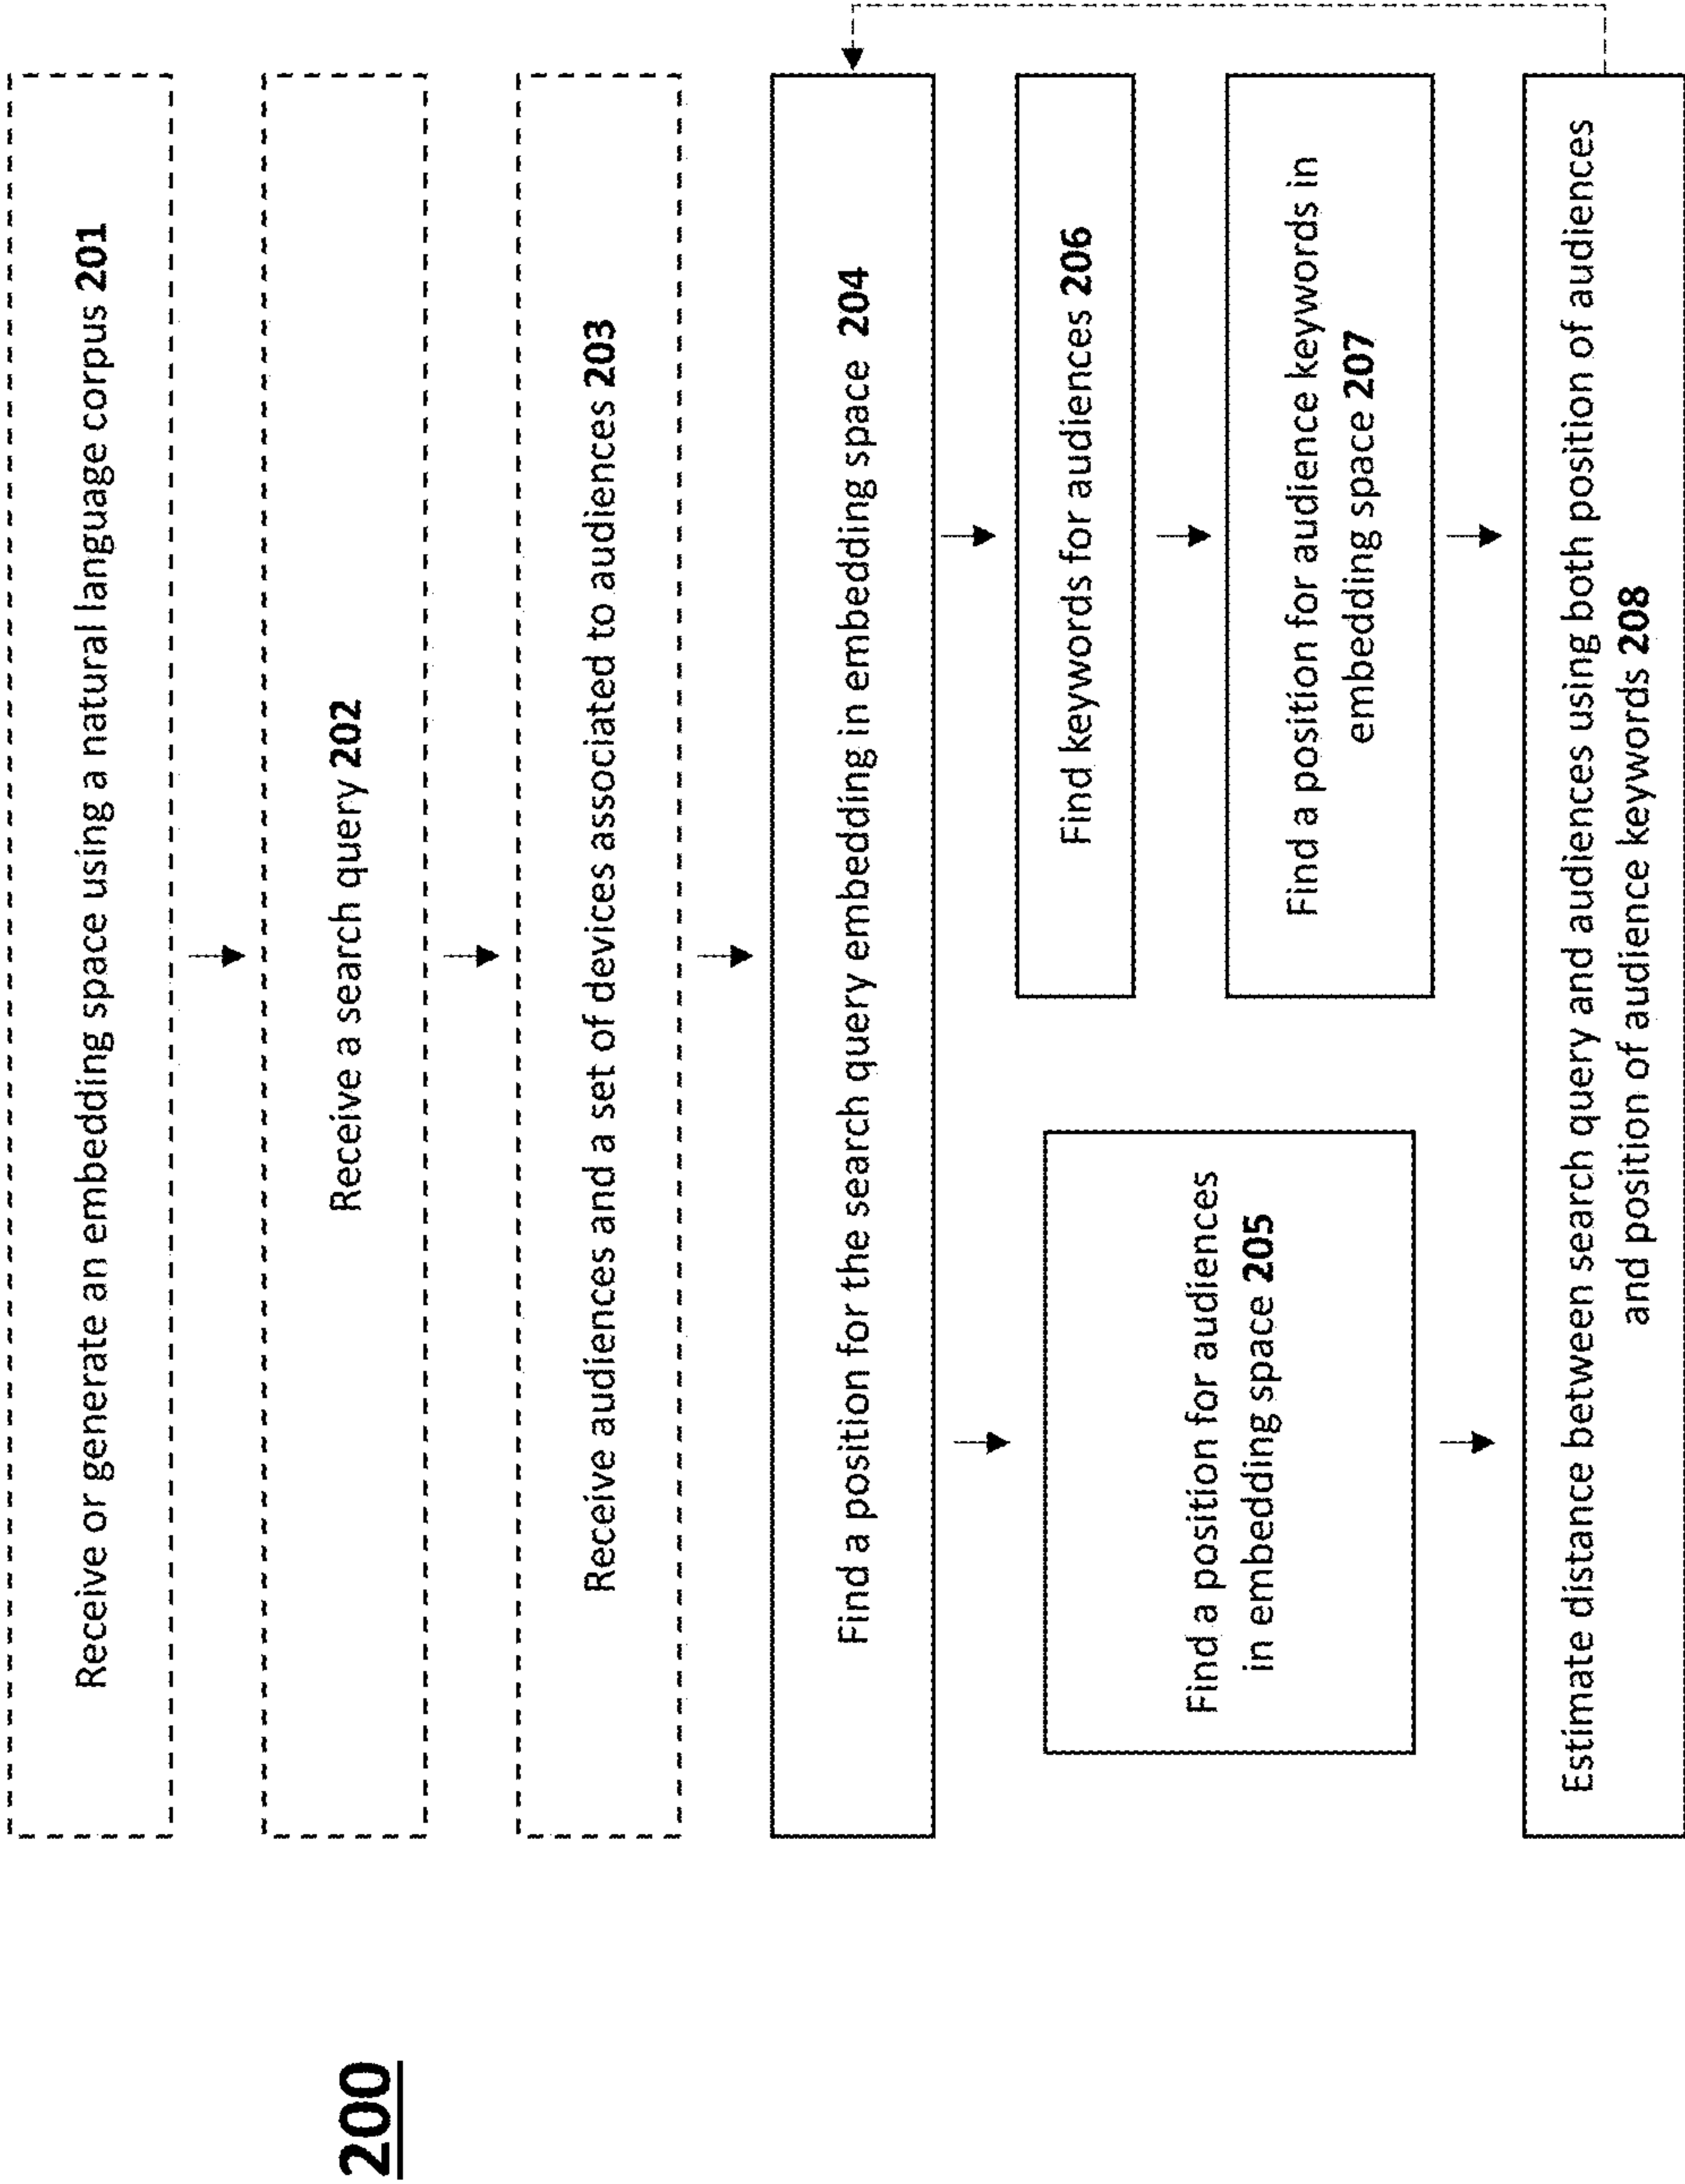 200
Receive or generate an embedding space using a natural language corpus 201
Receive a search query 202
Receive audiences and a set of devices associated to audiences 203
Find a position for the search query embedding in embedding space 204
Find a position for audiences
in embedding space 205
Find keywords for audiences 206
Find a position for audience keywords in
embedding space 207
Estimate distance between search query and audiences using both position of audiences
and position of audience keywords 208